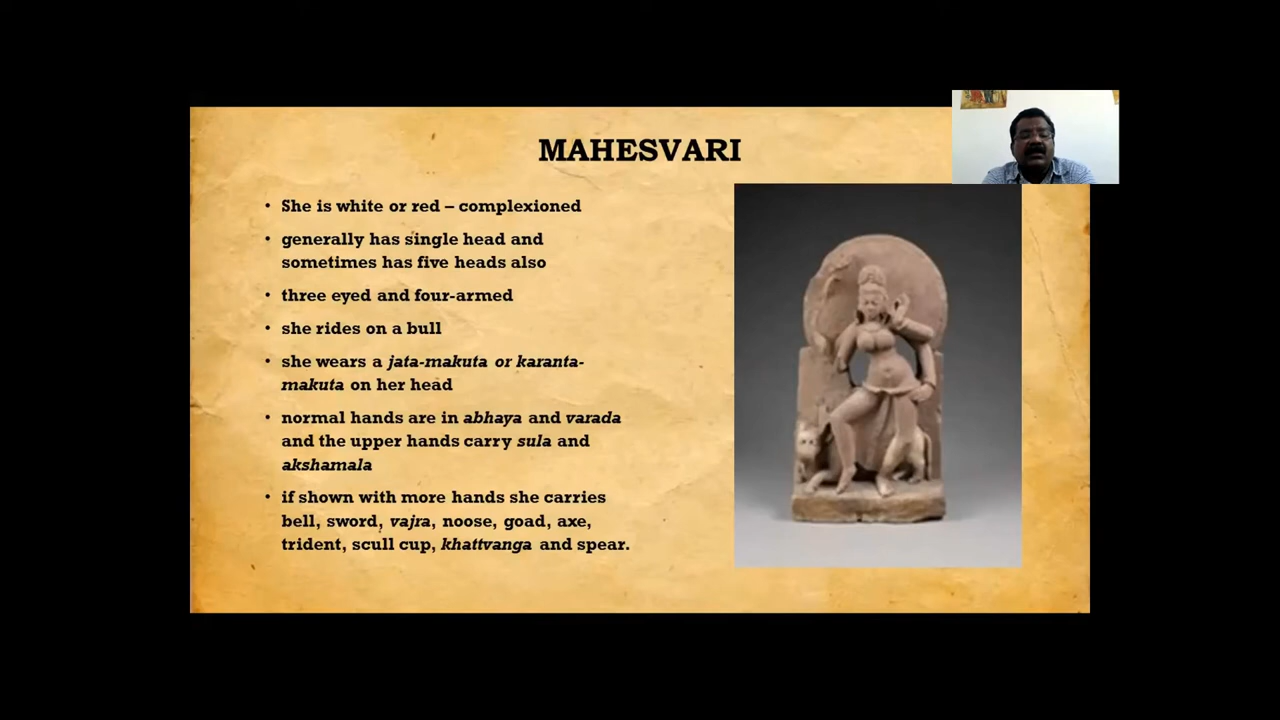 MAHESVARI
• She is white or red – complexioned
• generally has single head and
sometimes has five heads also
• three eyed and four-armed
• she rides on a bull
• she wears a jata-makuta or karanta-
makuta on her head
• normal hands are in abhaya and varada
and the upper hands carry sula and
akshamala
• if shown with more hands she carries
bell, sword, vajra, noose, goad, axe,
trident, scull cup, khattvanga and spear.